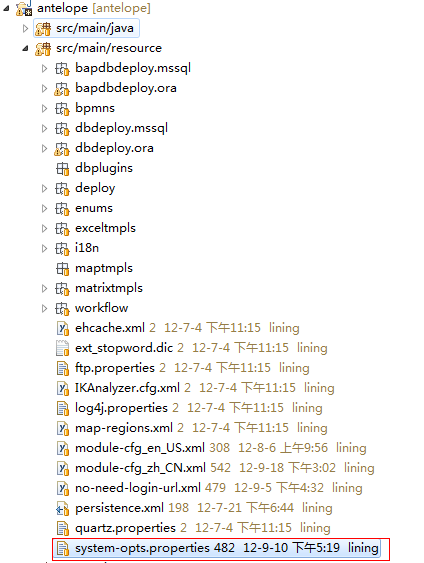 antelope [antelope]
src/main/java
src/main/resource
bapdbdeploy.mssql
bapdbdeploy.ora
bpmns
dbdeploy.mssql
dbdeploy.ora
dbplugins
deploy
enums
exceltmpls
i18n
maptmpls
matrixtmpls
workflow
ehcache.xml 2 12-7-4 下午11:15 lining
ext_stopword.dic 2 12-7-4 下午11:15 lining
ftp.properties 2 12-7-4 下午11:15 lining
IKAnalyzer.cfg.xml 2 12-7-4 下午11:15 lining
log4j.properties 2 12-7-4 下午11:15 lining
map-regions.xml 2 12-7-4 下午11:15 lining
module-cfg_en_US.xml 308 12-8-6 上午9:56 lining
module-cfg_zh_CN.xml 542 12-9-18 下午3:02 lining
no-need-login-url.xml 479 12-9-5 下午4:32 lining
persistence.xml 198 12-7-21 下午6:44 lining
quartz.properties 2 12-7-4 下午11:15 lining
system-opts.properties 482 12-9-10 下午5:19 lining